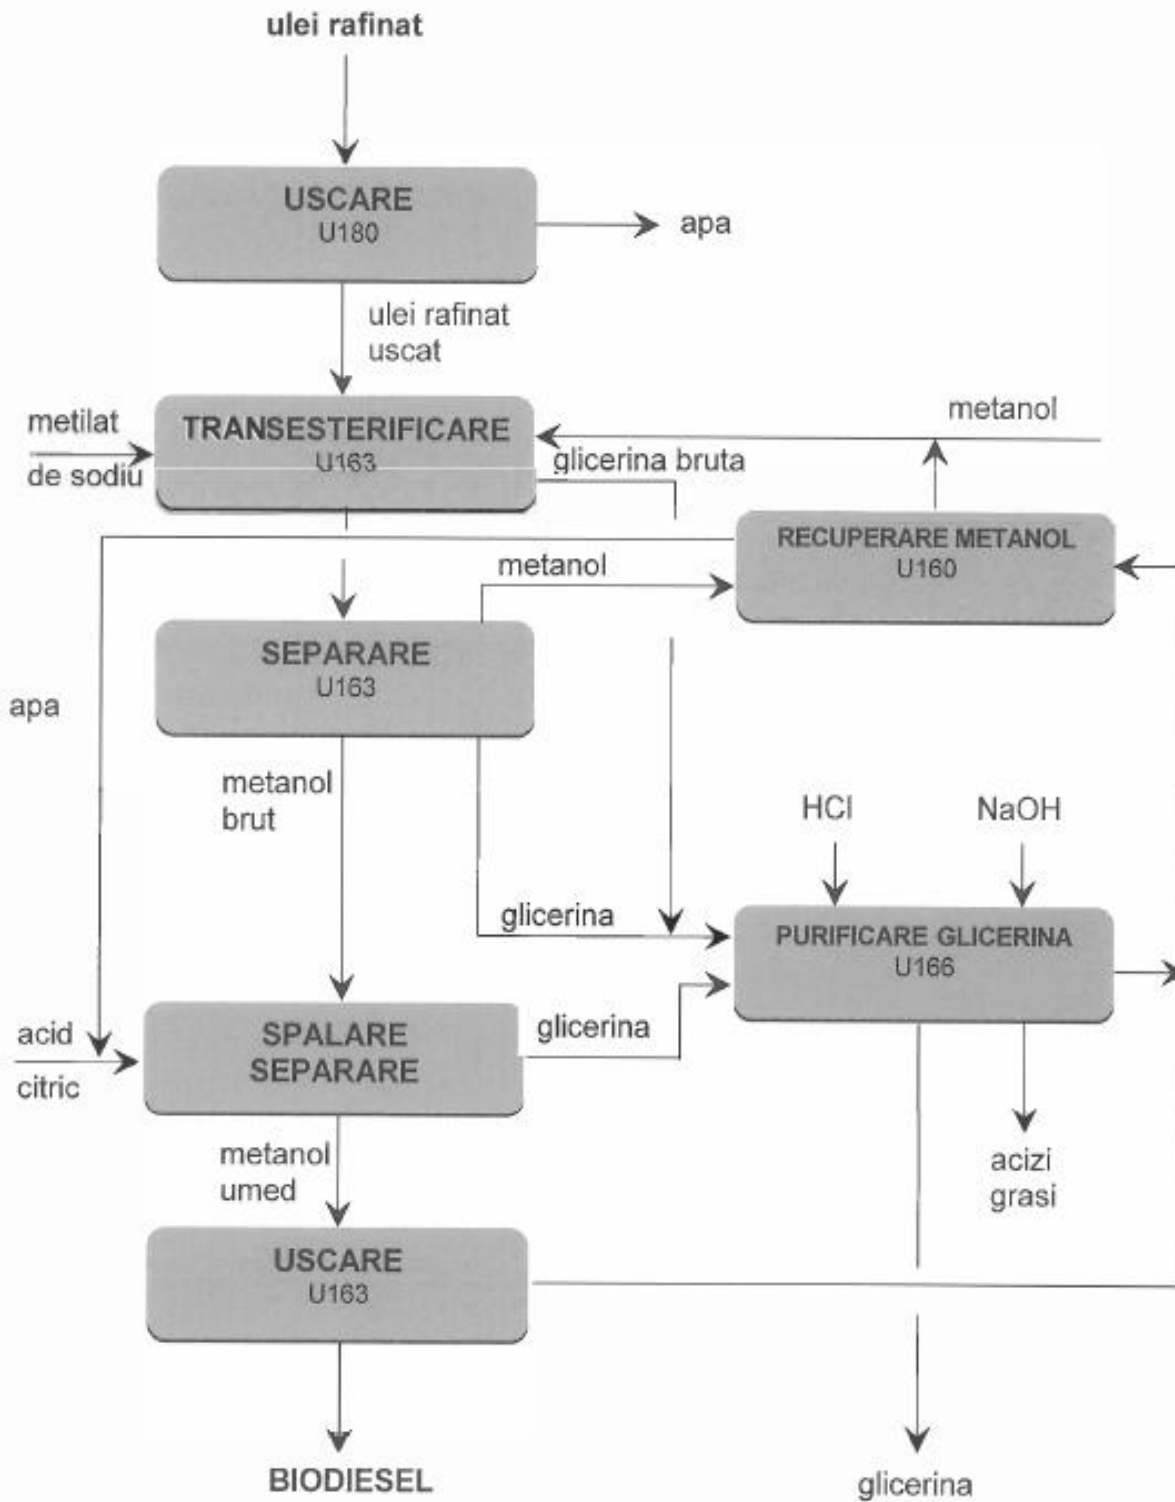 ulei rafinat
USCARE
U180
apa
ulei rafinat
uscat
metilat
de sodiu
TRANSESTERIFICARE
U163
metanol
glicerina bruta
RECUPERARE METANOL
U160
metanol
SEPARARE
U163
apa
metanol
brut
HCl
NaOH
glicerina
PURIFICARE GLICERINA
U166
acid
citric
SPALARE
SEPARARE
glicerina
metanol
umed
acizi
grasi
USCARE
U163
BIODIESEL
glicerina